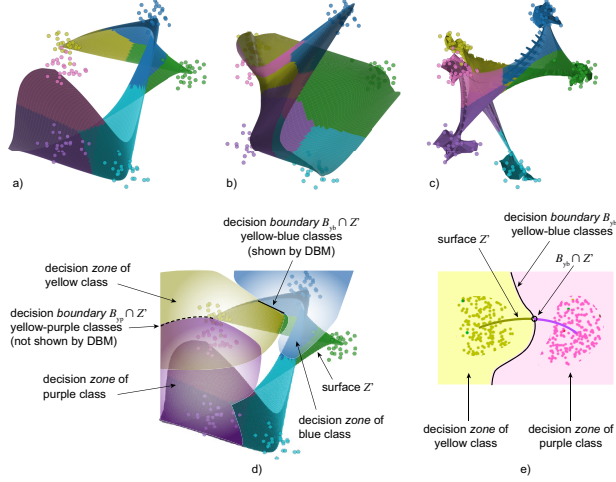 a)
b)
c)
decision boundary B_yb ∩ Z'
yellow-blue classes
(shown by DBM)
decision zone of
yellow class
decision boundary B_yp ∩ Z'
yellow-purple classes
(not shown by DBM)
decision zone of
purple class
surface Z'
decision zone of
blue class
d)
decision boundary B_yb
yellow-blue classes
surface Z'
B_yb ∩ Z'
decision zone of
yellow class
decision zone of
purple class
e)